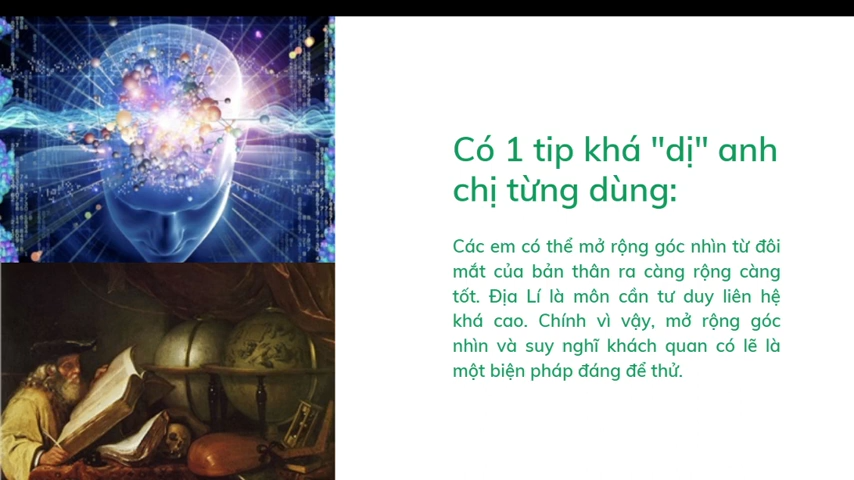 Có 1 tip khá "dị" anh
chị từng dùng:
Các em có thể mở rộng góc nhìn từ đôi
mắt của bản thân ra càng rộng càng
tốt. Địa Lí là môn cần tư duy liên hệ
khá cao. Chính vì vậy, mở rộng góc
nhìn và suy nghĩ khách quan có lẽ là
một biện pháp đáng để thử.